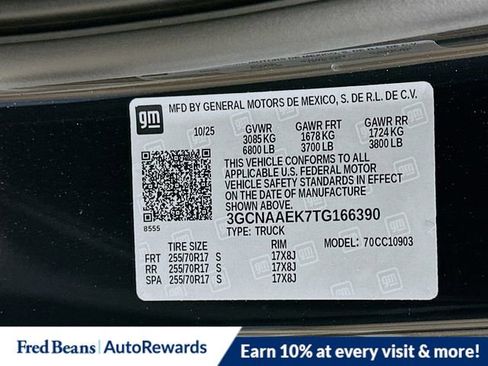 gm
MFD BY GENERAL MOTORS DE MEXICO, S. DE R.L. DE C.V.
10/25 GVWR GAWR FRT GAWR RR
3085 KG 1678 KG 1724 KG
6800 LB 3700 LB 3800 LB
THIS VEHICLE CONFORMS TO ALL
APPLICABLE U.S. FEDERAL MOTOR
VEHICLE SAFETY STANDARDS IN EFFECT
ON THE DATE OF MANUFACTURE
SHOWN ABOVE.
3GCNAAEK7TG166390
8555 TYPE: TRUCK MODEL: 70CC10903
TIRE SIZE RIM
FRT 255/70R17 S 17X8J
RR 255/70R17 S 17X8J
SPA 255/70R17 S 17X8J
Fred Beans | AutoRewards
Earn 10% at every visit & more!